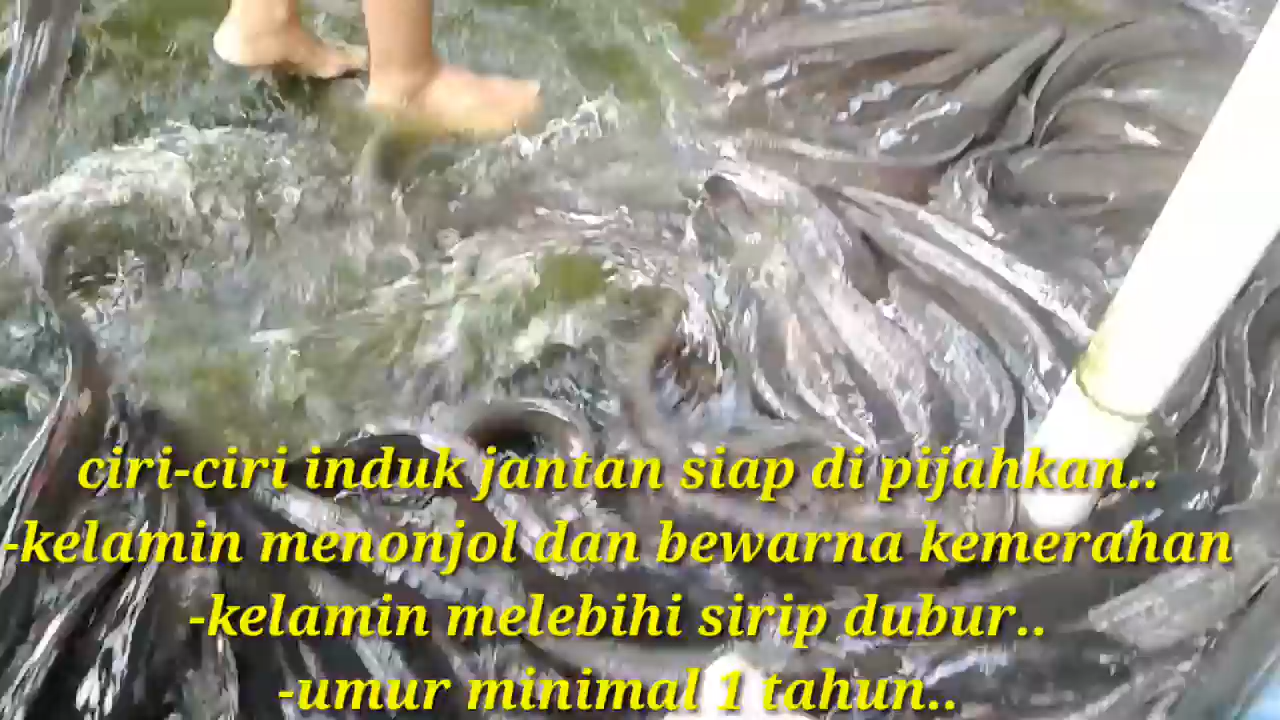 ciri-ciri induk jantan siap di pijahkan..
-kelamin menonjol dan bewarna kemerahan
-kelamin melebihi sirip dubur..
-umur minimal 1 tahun..